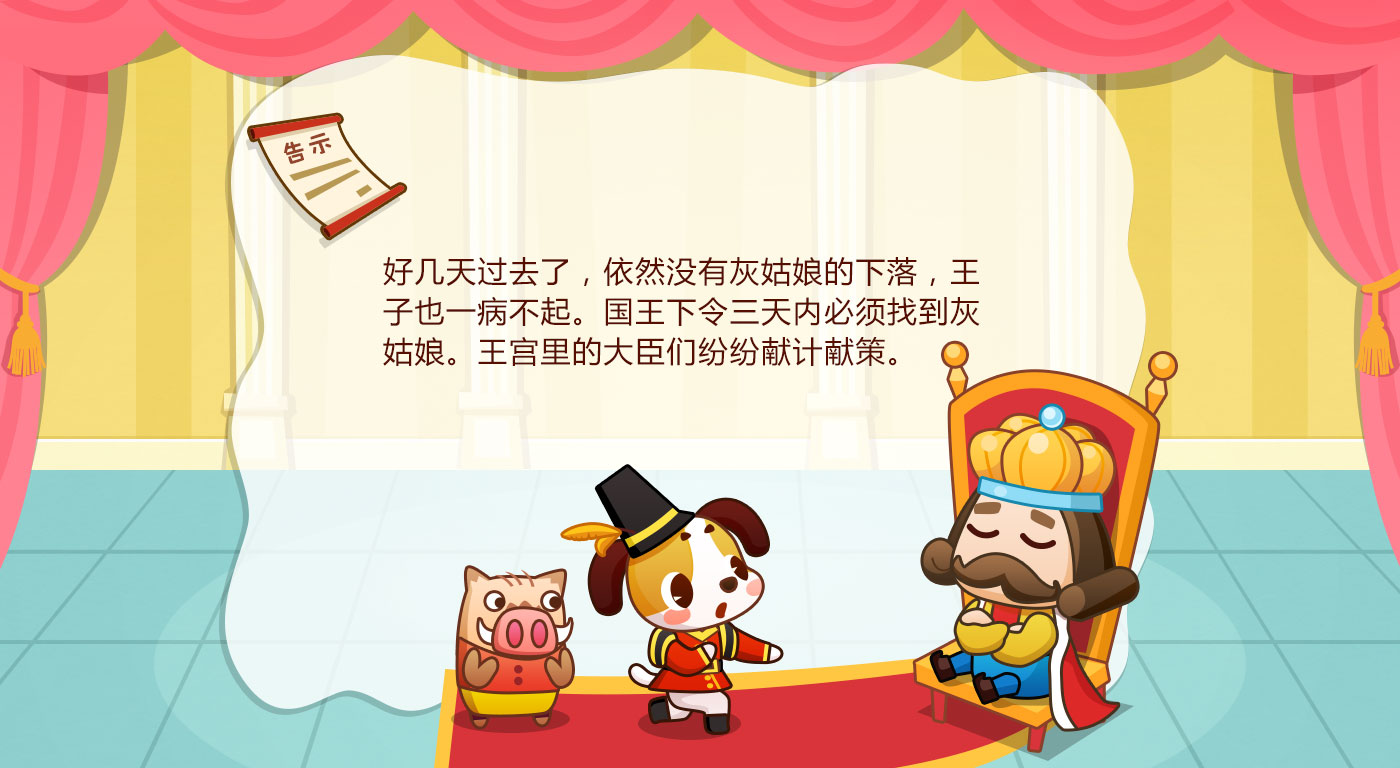 告示
好几天过去了，依然没有灰姑娘的下落，王
子也一病不起。国王下令三天内必须找到灰
姑娘。王宫里的大臣们纷纷献计献策。